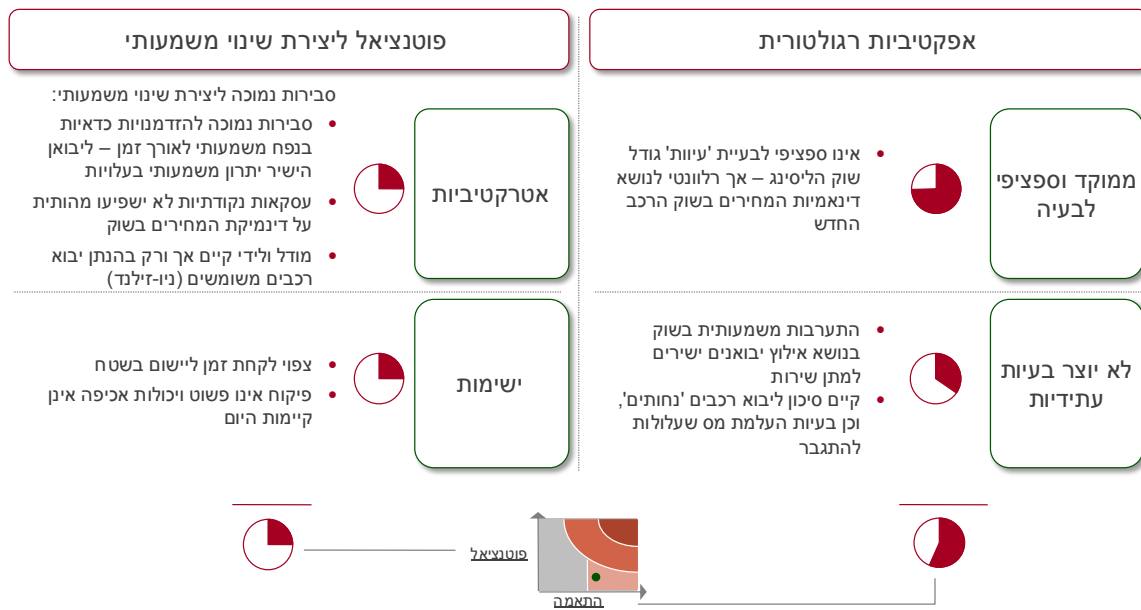 אפקטיביות רגולטורית
ממוקד וספציפי
לבעיה
• אינו ספציפי לבעיית 'עיוות' גודל
שוק הליסינג – אך רלוונטי לנושא
דינאמיות המחירים בשוק הרכב
החדש
לא יוצר בעיות
עתידיות
• התערבות משמעותית בשוק
בנושא אילוץ יבואנים ישירים
למתן שירות
• קיים סיכון ליבוא רכבים 'נחותים',
וכן בעיות העלמת מס שעלולות
להתגבר
פוטנציאל ליצירת שינוי משמעותי
אטרקטיביות
סבירות נמוכה ליצירת שינוי משמעותי:
• סבירות נמוכה להזדמנויות כדאיות
בנפח משמעותי לאורך זמן – ליבואן
הישיר יתרון משמעותי בעלויות
• עסקאות נקודתיות לא ישפיעו מהותית
על דינמיקת המחירים בשוק
• מודל ולידי קיים אך ורק בהנתן יבוא
רכבים משומשים (ניו-זילנד)
ישימות
• צפוי לקחת זמן ליישום בשטח
• פיקוח אינו פשוט ויכולות אכיפה אינן
קיימות היום
פוטנציאל
התאמה